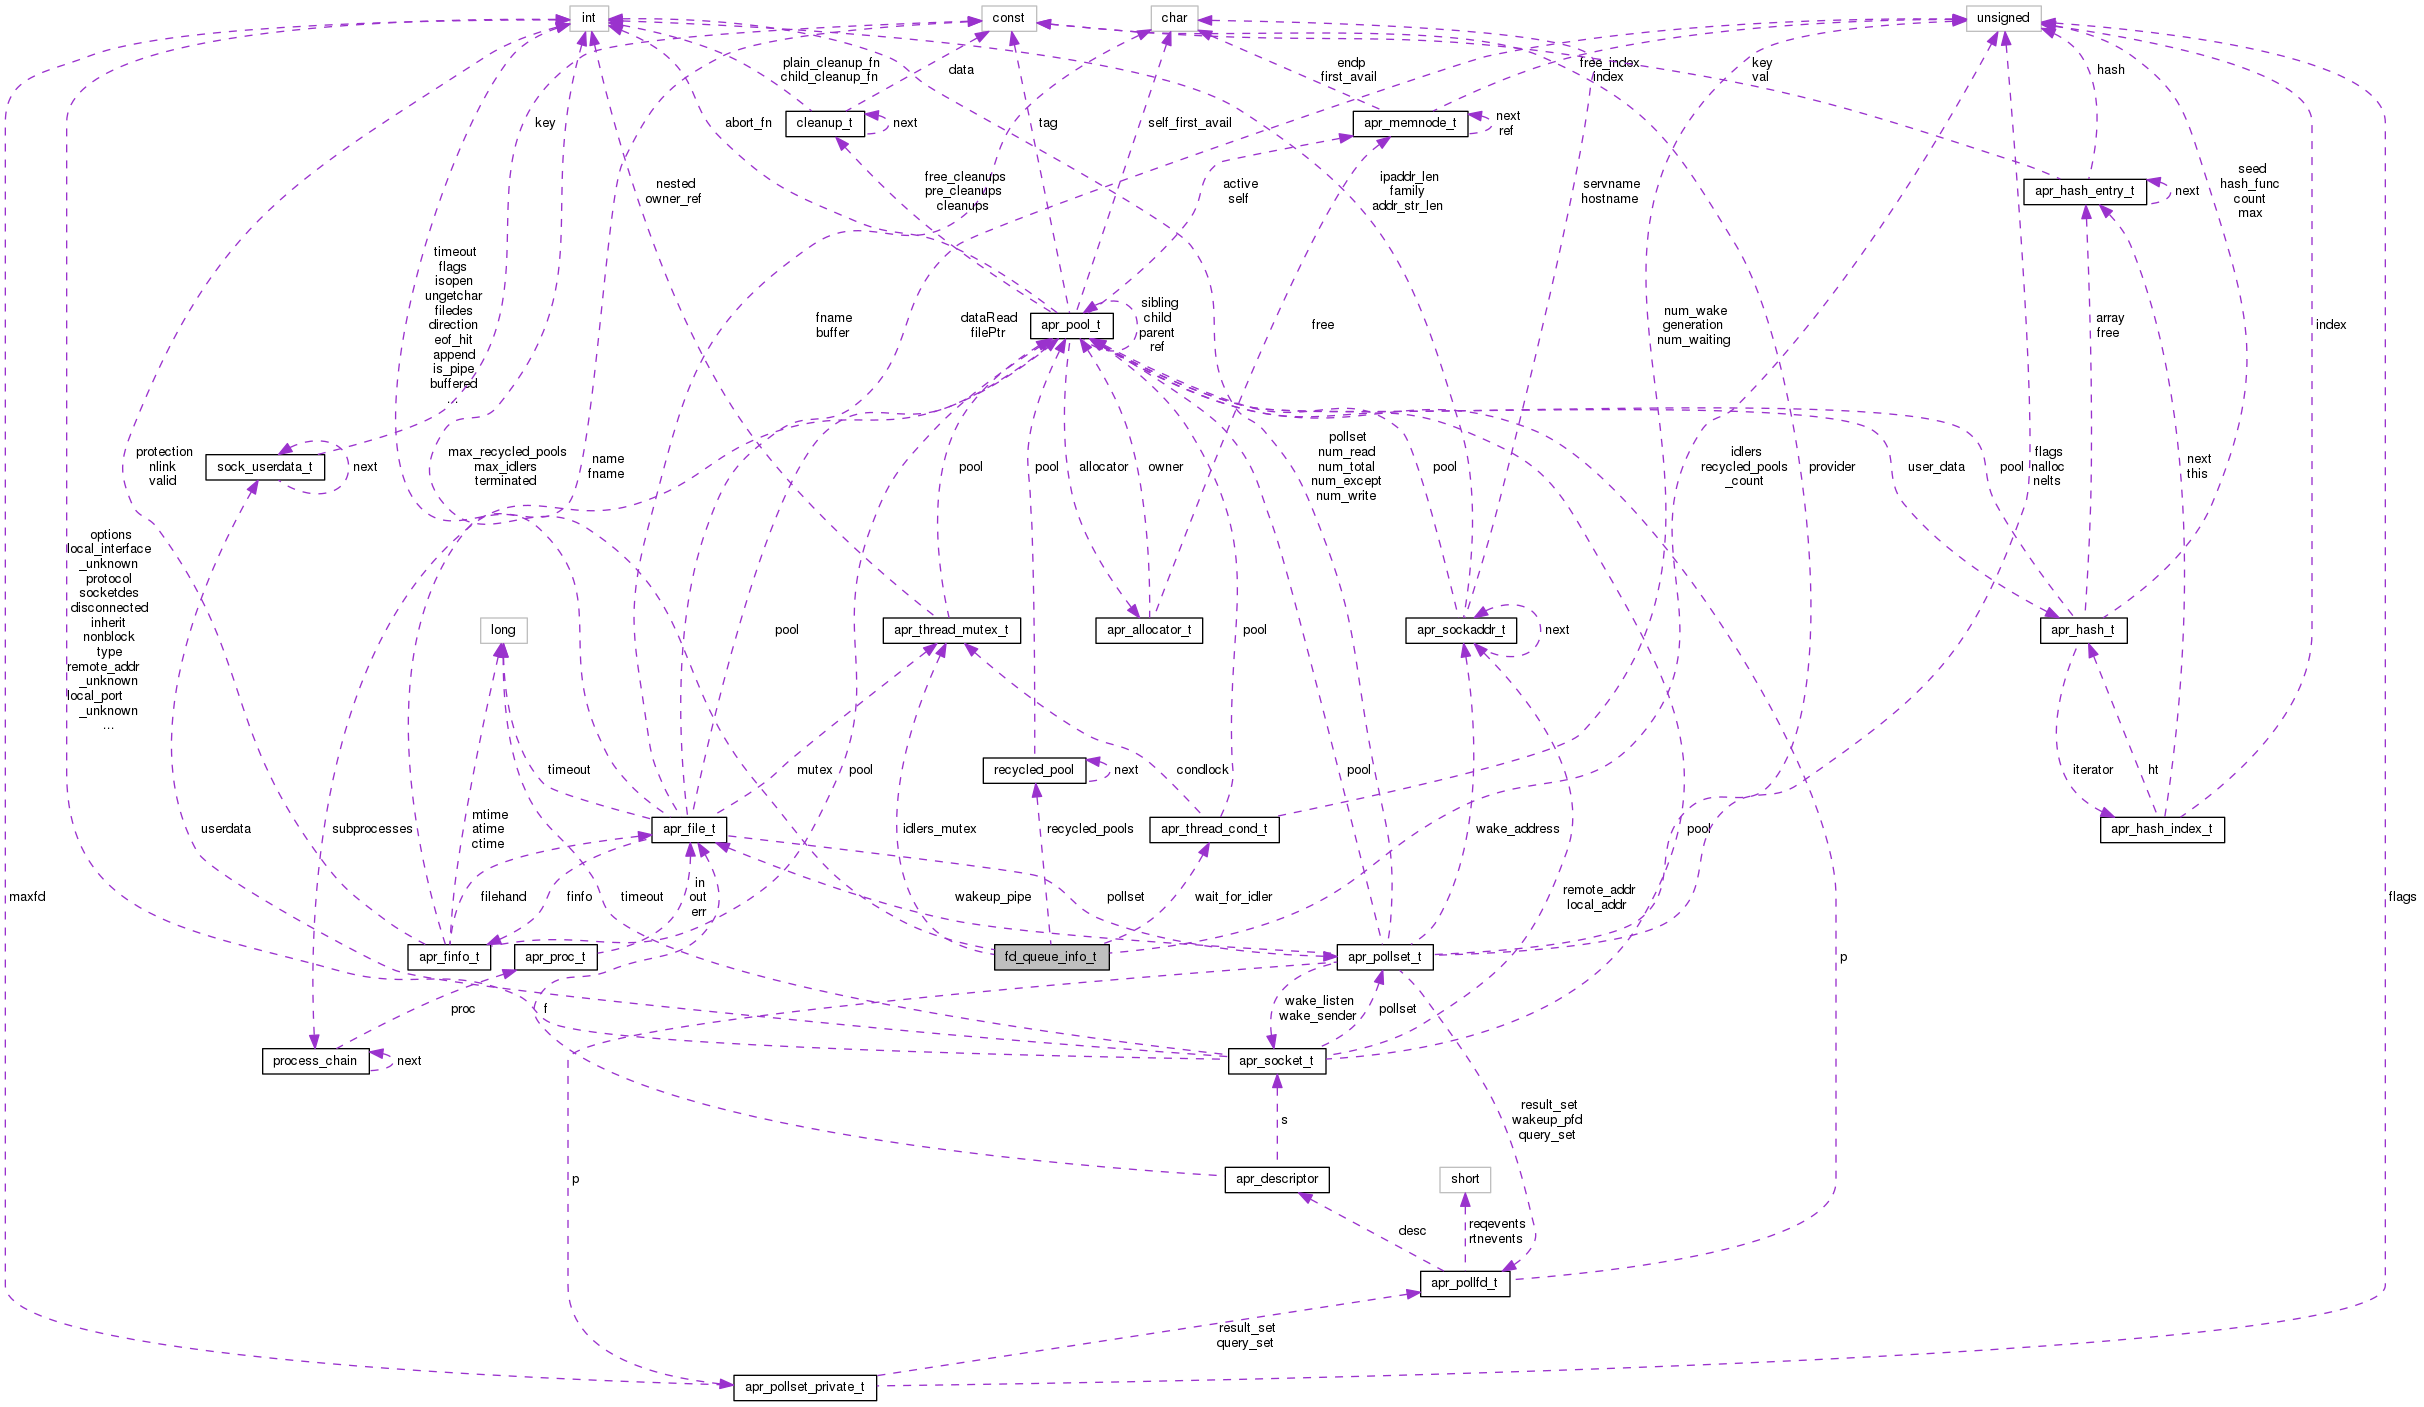 int
const
char
unsigned
plain_cleanup_fn
child_cleanup_fn
data
endp
first_avail
free_index
index
key
val
hash
key
abort_fn
cleanup_t
next
tag
self_first_avail
apr_memnode_t
next
ref
nested
owner_ref
free_cleanups
pre_cleanups
cleanups
active
self
ipaddr_len
family
addr_str_len
servname
hostname
apr_hash_entry_t
next
seed
hash_func
count
max
timeout
flags
isopen
ungetchar
filedes
direction
eof_hit
append
is_pipe
buffered
...
fname
buffer
dataRead
filePtr
apr_pool_t
sibling
child
parent
ref
free
num_wake
generation
num_waiting
array
free
index
protection
nlink
valid
sock_userdata_t
next
max_recycled_pools
max_idlers
terminated
name
fname
pool
pool
allocator
owner
pollset
num_read
num_total
num_except
num_write
pool
idlers
recycled_pools
_count
provider
user_data
pool
flags
nalloc
nelts
next
this
options
local_interface
_unknown
protocol
socketdes
disconnected
inherit
nonblock
type
remote_addr
_unknown
local_port
_unknown
...
long
pool
apr_thread_mutex_t
apr_allocator_t
pool
apr_sockaddr_t
next
apr_hash_t
timeout
mutex
pool
recycled_pool
next
condlock
pool
iterator
ht
userdata
subprocesses
mtime
atime
ctime
apr_file_t
idlers_mutex
recycled_pools
apr_thread_cond_t
wake_address
pool
apr_hash_index_t
maxfd
filehand
finfo
timeout
in
out
err
wakeup_pipe
pollset
wait_for_idler
remote_addr
local_addr
flags
apr_finfo_t
apr_proc_t
fd_queue_info_t
apr_pollset_t
p
proc
f
wake_listen
wake_sender
pollset
process_chain
next
apr_socket_t
s
result_set
wakeup_pfd
query_set
p
apr_descriptor
short
desc
reqevents
rtnevents
apr_pollfd_t
result_set
query_set
apr_pollset_private_t